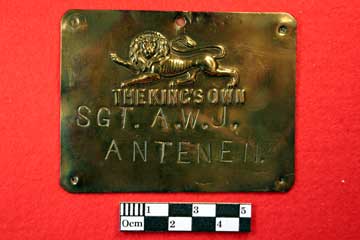 THE KING'S OWN
SGT. A.W.J.,
ANTENEN.
1 3 5
0cm 2 4